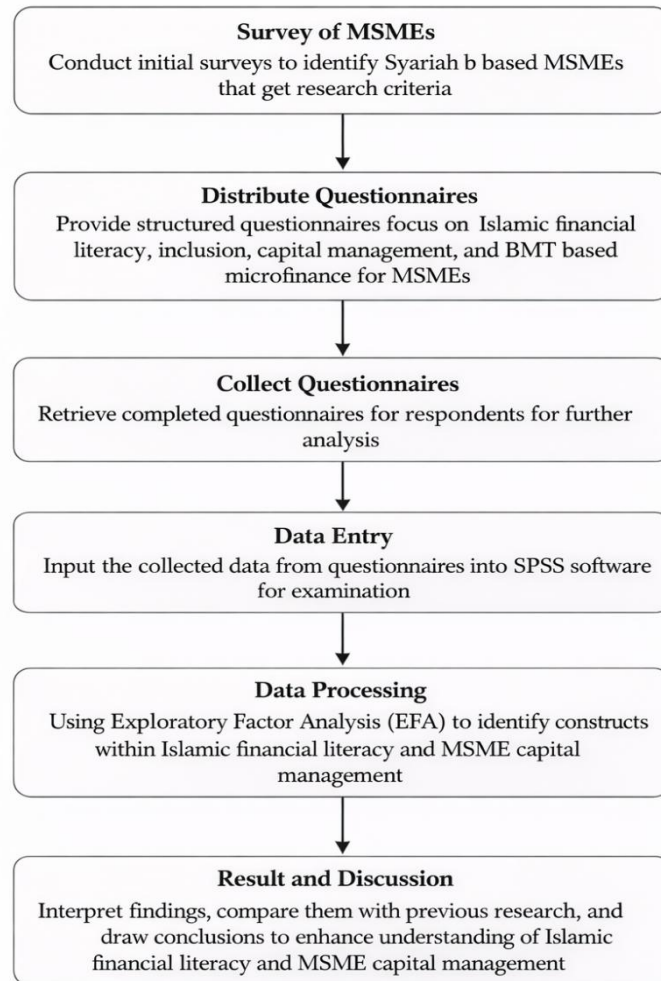 Survey of MSMEs
Conduct initial surveys to identify Syariah b based MSMEs
that get research criteria
Distribute Questionnaires
Provide structured questionnaires focus on Islamic financial
literacy, inclusion, capital management, and BMT based
microfinance for MSMEs
Collect Questionnaires
Retrieve completed questionnaires for respondents for further
analysis
Data Entry
Input the collected data from questionnaires into SPSS software
for examination
Data Processing
Using Exploratory Factor Analysis (EFA) to identify constructs
within Islamic financial literacy and MSME capital
management
Result and Discussion
Interpret findings, compare them with previous research, and
draw conclusions to enhance understanding of Islamic
financial literacy and MSME capital management